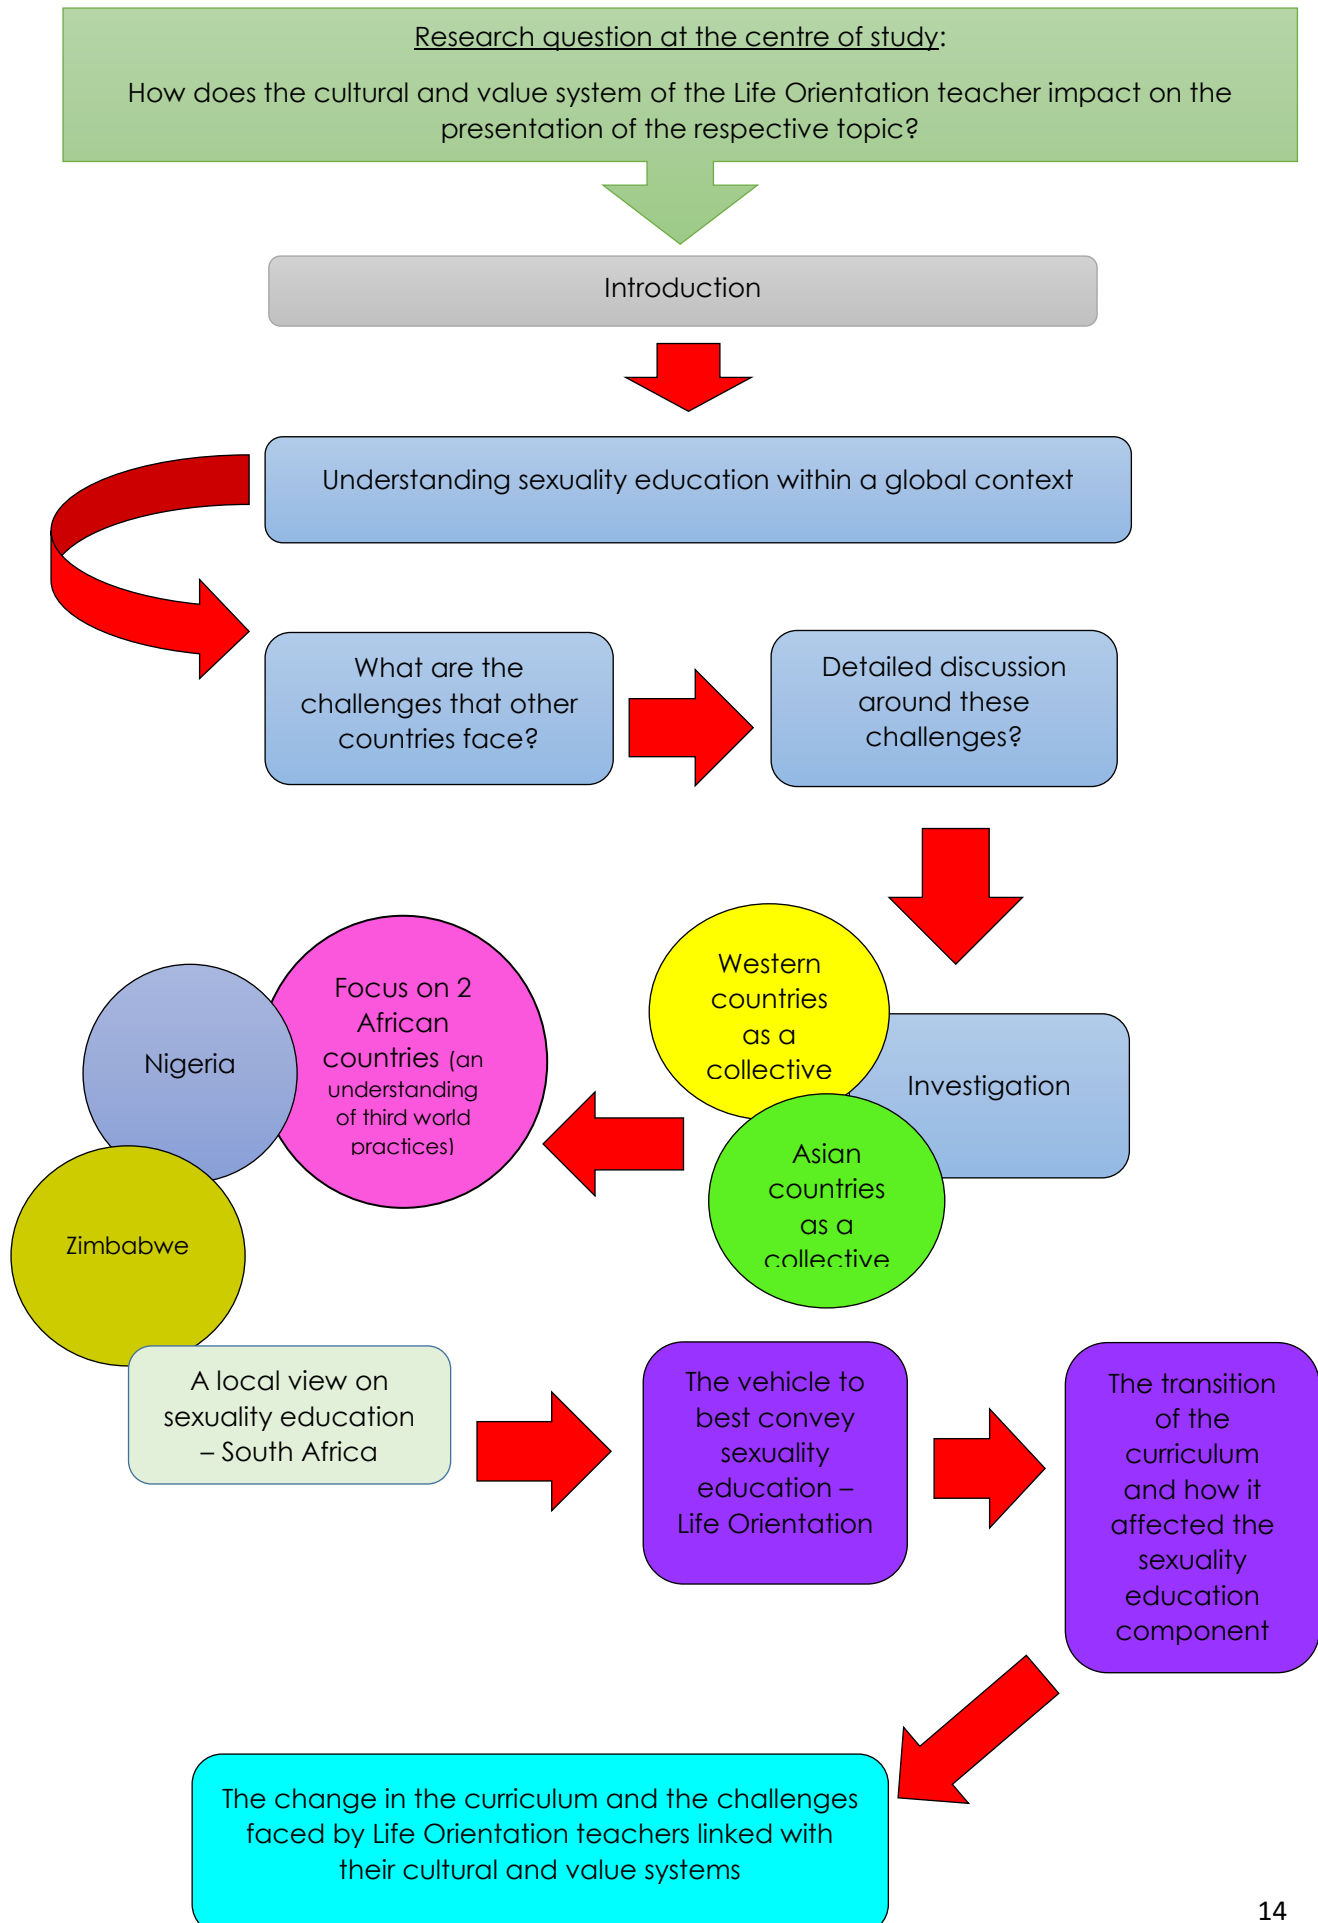 Research question at the centre of study:
How does the cultural and value system of the Life Orientation teacher impact on the
presentation of the respective topic?
Introduction
Understanding sexuality education within a global context
What are the
challenges that other
countries face?
Detailed discussion
around these
challenges?
Western
countries
as a
collective
Investigation
Asian
countries
as a
collective
Focus on 2
African
countries (an
understanding
of third world
practices)
Nigeria
Zimbabwe
A local view on
sexuality education
– South Africa
The vehicle to
best convey
sexuality
education –
Life Orientation
The transition
of the
curriculum
and how it
affected the
sexuality
education
component
The change in the curriculum and the challenges
faced by Life Orientation teachers linked with
their cultural and value systems
14